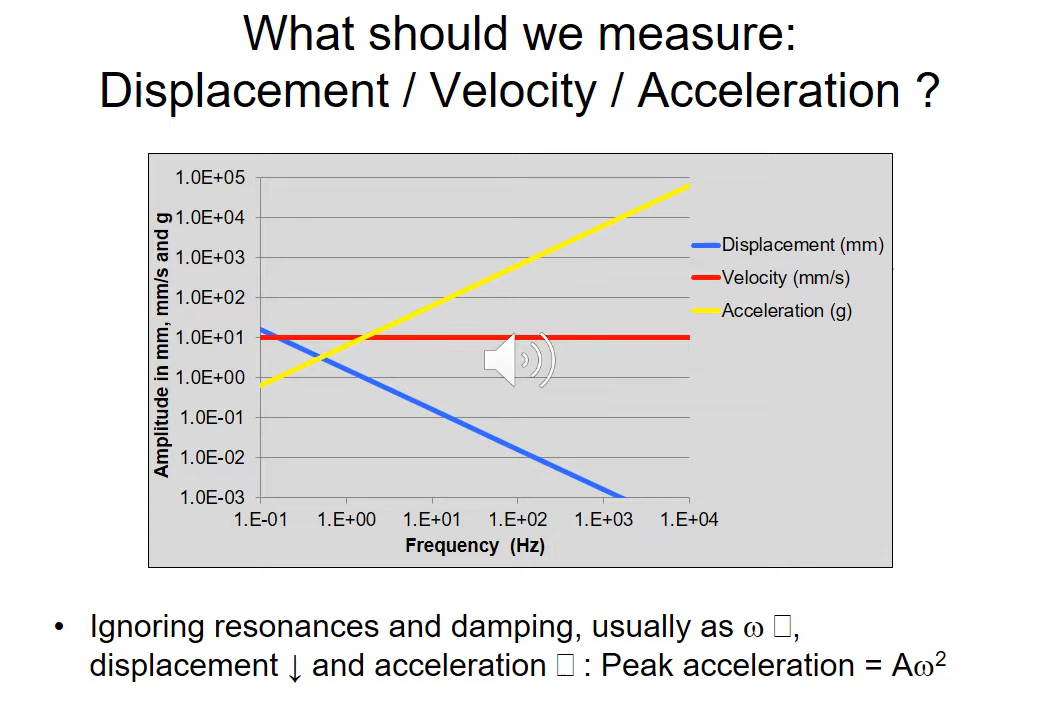 What should we measure:
Displacement / Velocity / Acceleration ?
1.0E+05
1.0E+04
1.0E+03
1.0E+02
1.0E+01
1.0E+00
1.0E-01
1.0E-02
1.0E-03
Amplitude in mm, mm/s and g
1.E-01 1.E+00 1.E+01 1.E+02 1.E+03 1.E+04
Frequency (Hz)
Displacement (mm)
Velocity (mm/s)
Acceleration (g)
• Ignoring resonances and damping, usually as ω □,
displacement ↓ and acceleration □ : Peak acceleration = Aω²